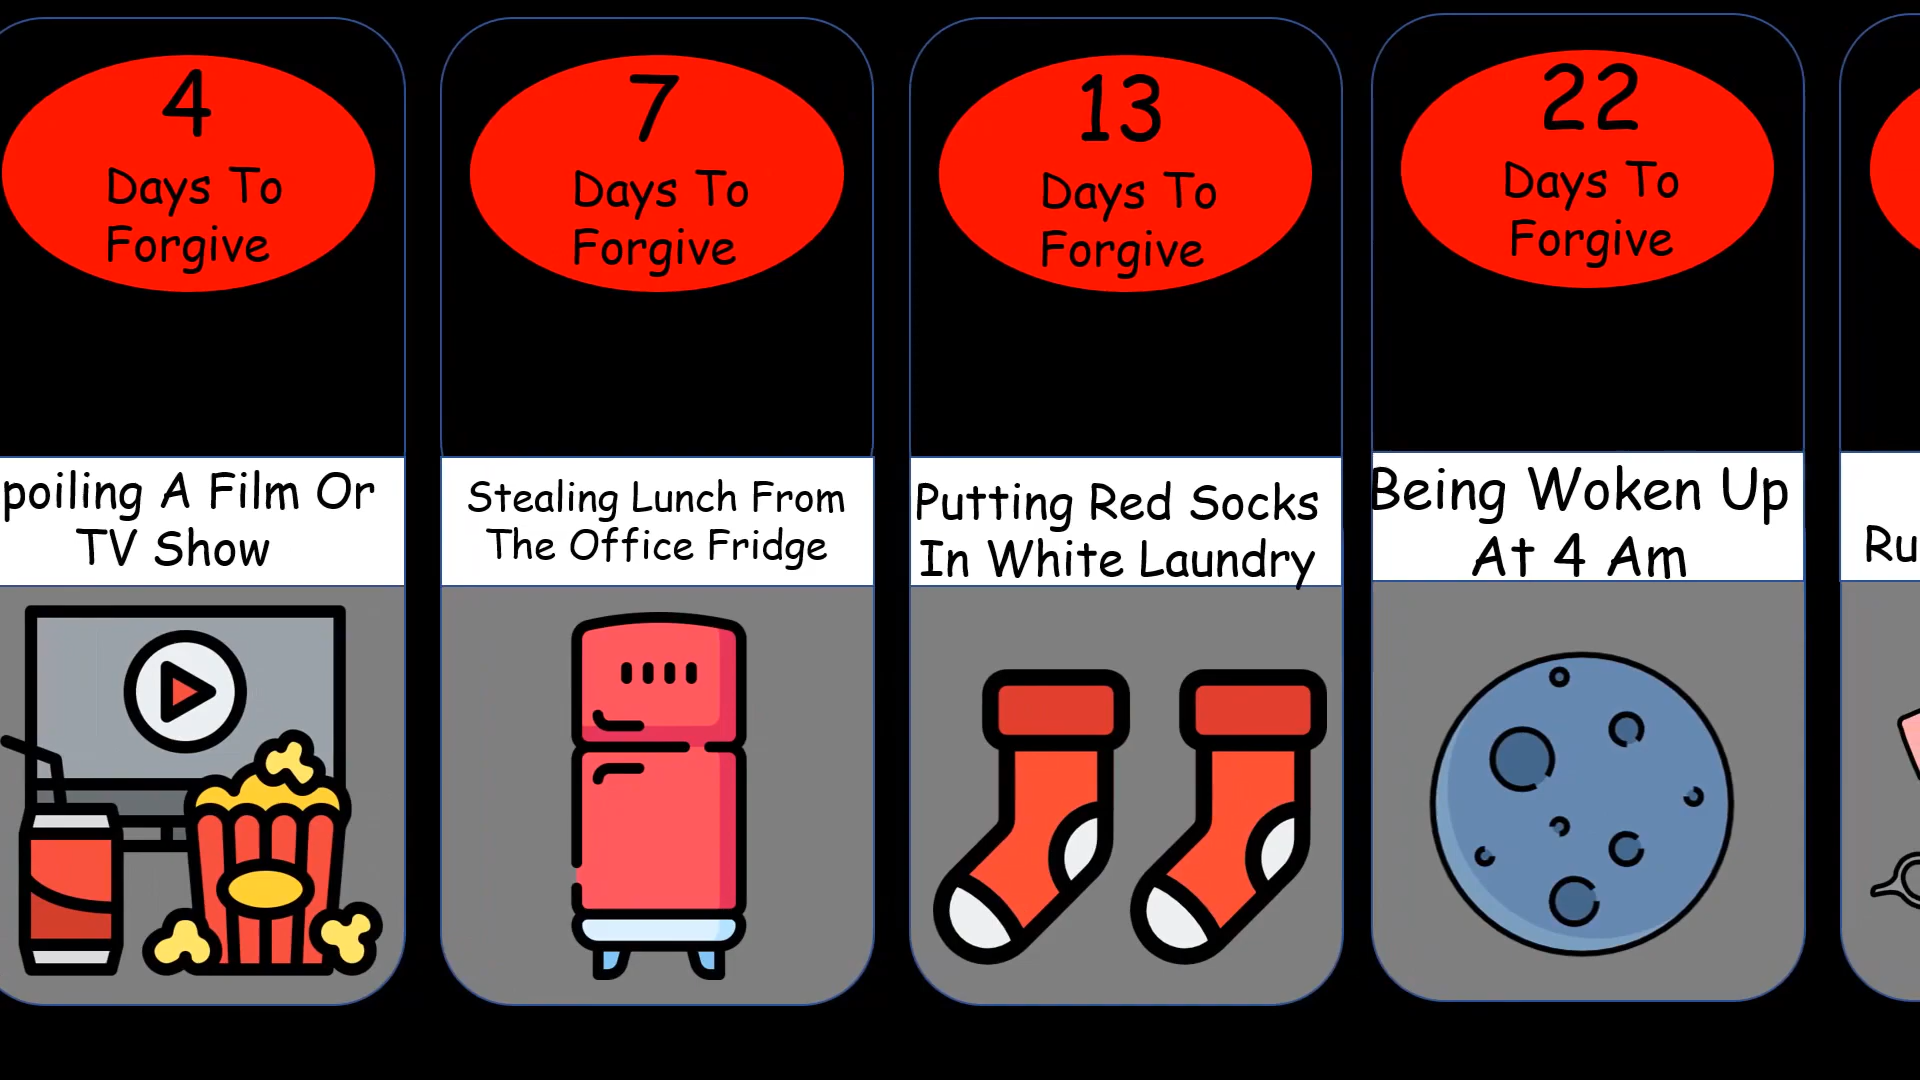 4
Days To
Forgive
poiling A Film Or
TV Show
7
Days To
Forgive
Stealing Lunch From
The Office Fridge
13
Days To
Forgive
Putting Red Socks
In White Laundry
22
Days To
Forgive
Being Woken Up
At 4 Am
Ru